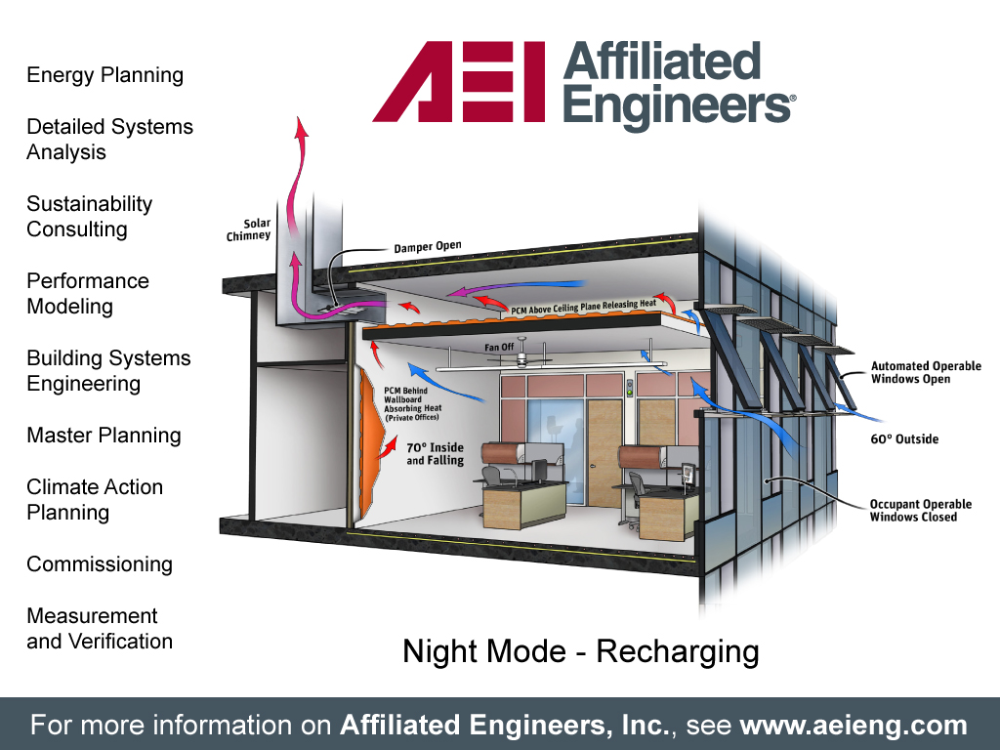 AEI Affiliated
Engineers®
Energy Planning
Detailed Systems
Analysis
Sustainability
Consulting
Performance
Modeling
Building Systems
Engineering
Master Planning
Climate Action
Planning
Commissioning
Measurement
and Verification
Solar
Chimney
Damper Open
PCM Above Ceiling Plane Releasing Heat
Fan Off
PCM Behind
Wallboard
Absorbing Heat
(Private Offices)
70° Inside
and Falling
Automated Operable
Windows Open
60° Outside
Occupant Operable
Windows Closed
Night Mode - Recharging
For more information on Affiliated Engineers, Inc., see www.aeieng.com